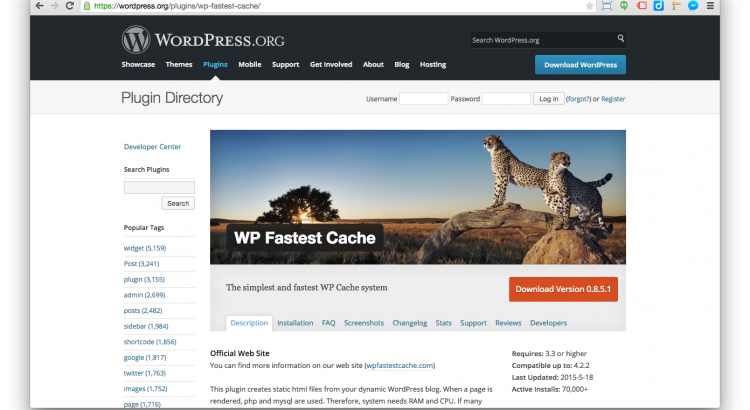 https://wordpress.org/plugins/wp-fastest-cache/
WORDPRESS.ORG
Search WordPress.org
Showcase Themes Plugins Mobile Support Get Involved About Blog Hosting
Download WordPress
Plugin Directory
Username Password Log in (forgot?) or Register
Developer Center
Search Plugins
Search
Popular Tags
widget (5,159)
Post (3,241)
plugin (3,155)
admin (2,699)
posts (2,482)
sidebar (1,984)
shortcode (1,856)
google (1,817)
twitter (1,763)
images (1,752)
page (1,716)
WP Fastest Cache
The simplest and fastest WP Cache system
Download Version 0.8.5.1
Description Installation FAQ Screenshots Changelog Stats Support Reviews Developers
Official Web Site
You can find more information on our web site (wpfastestcache.com)
This plugin creates static html files from your dynamic WordPress blog. When a page is
rendered, php and mysql are used. Therefore, system needs RAM and CPU. If many
Requires: 3.3 or higher
Compatible up to: 4.2.2
Last Updated: 2015-5-18
Active Installs: 70,000+